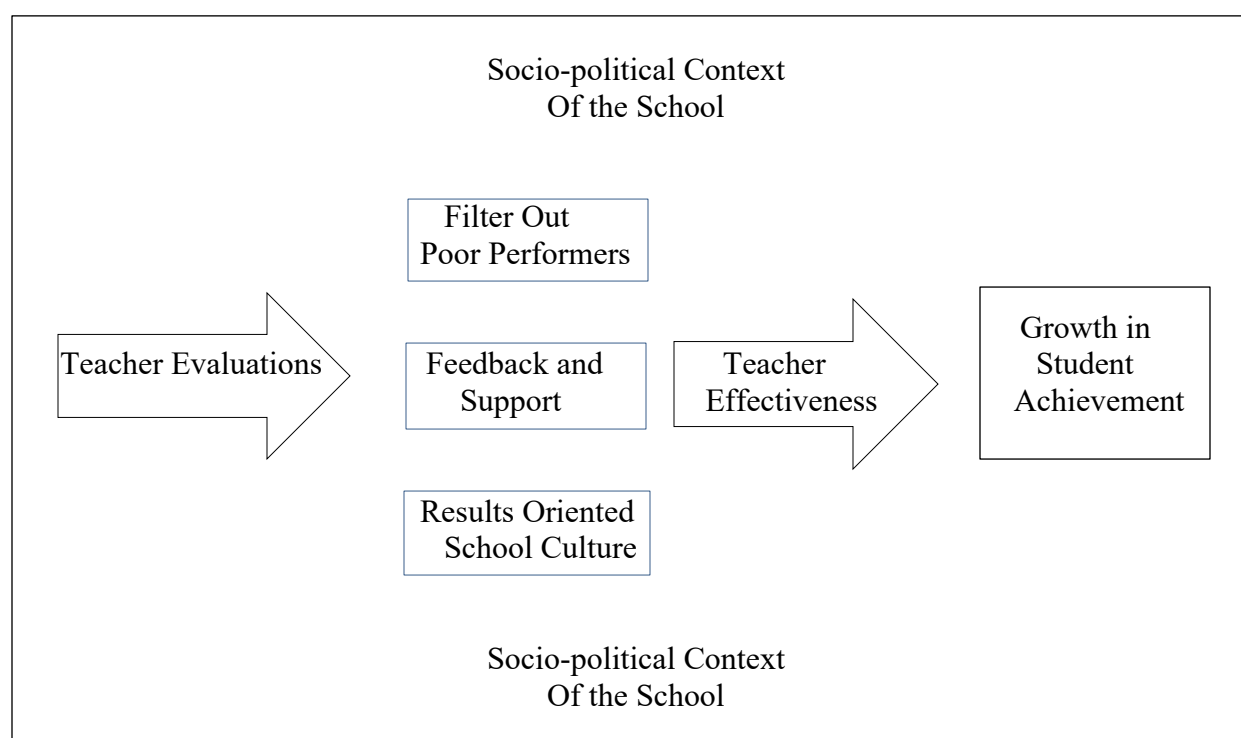 Socio-political Context
Of the School
Filter Out
Poor Performers
Teacher Evaluations
Feedback and
Support
Teacher
Effectiveness
Growth in
Student
Achievement
Results Oriented
School Culture
Socio-political Context
Of the School